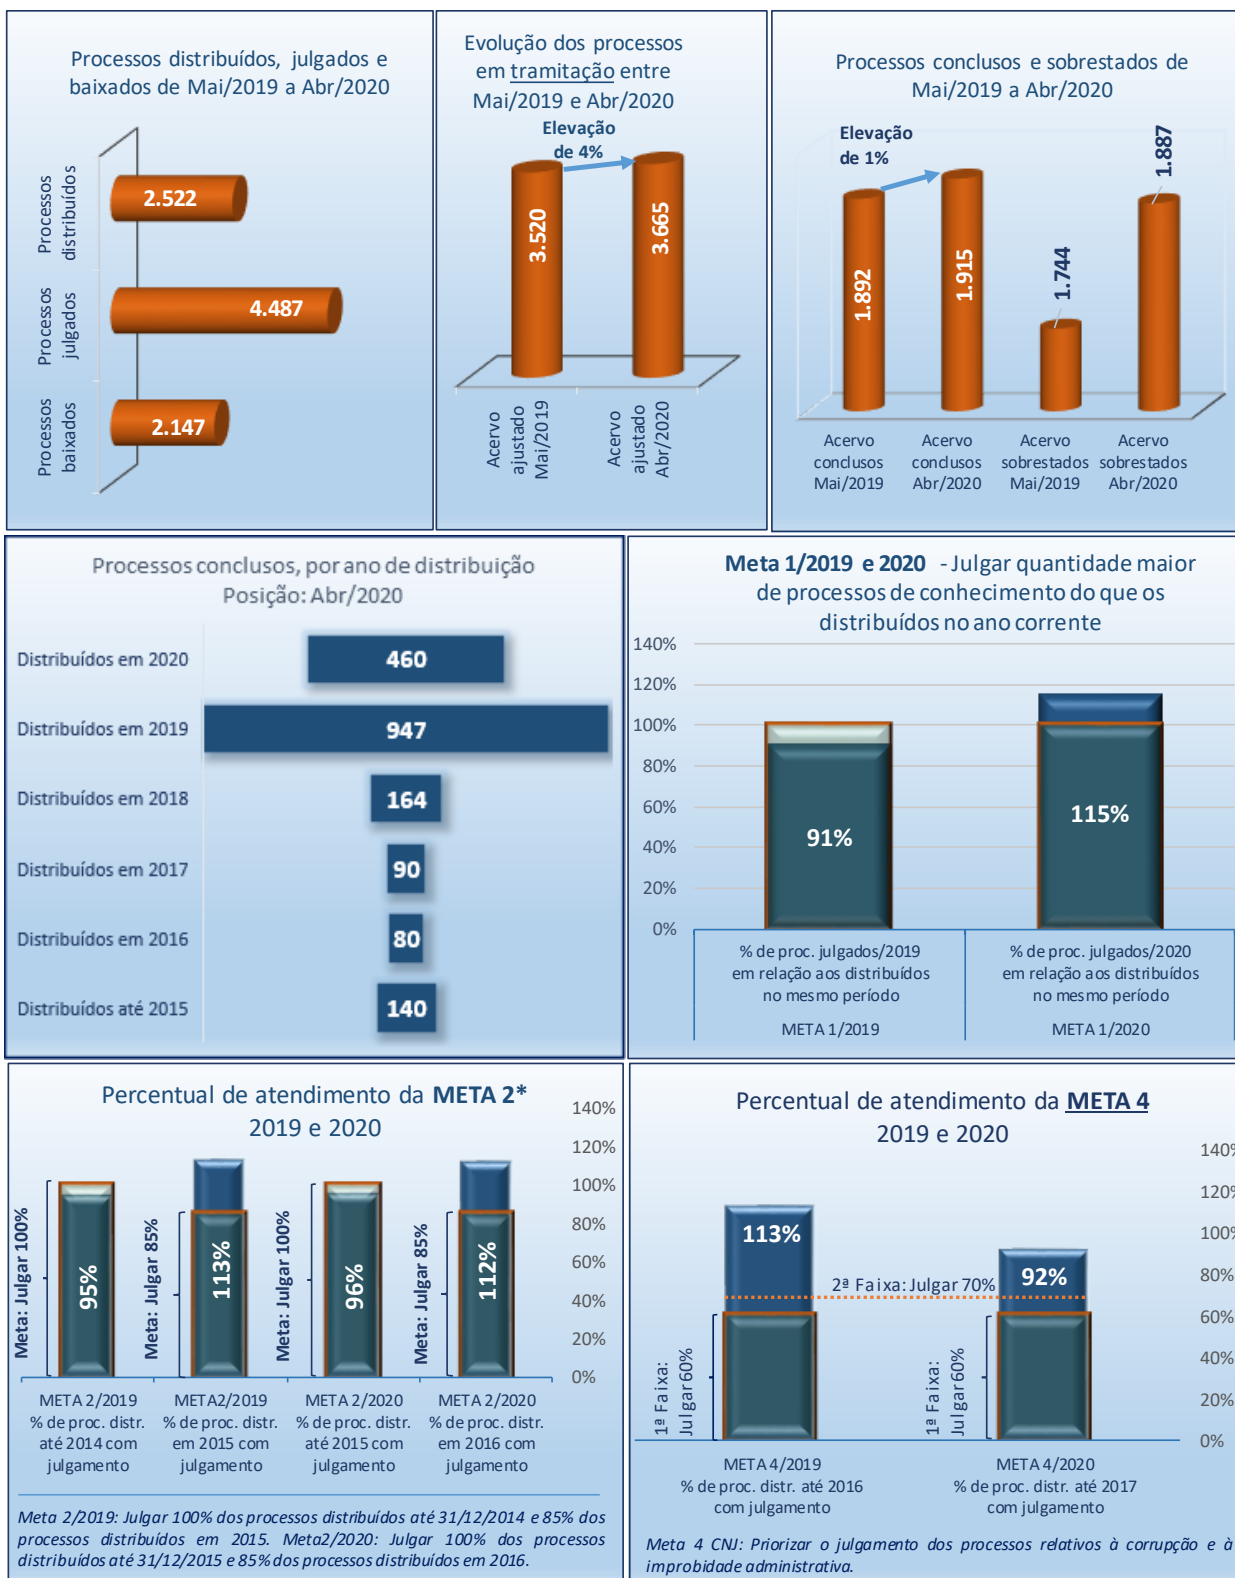 Processos distribuídos, julgados e
baixados de Mai/2019 a Abr/2020
Processos
distribuídos
2.522
Processos
julgados
4.487
Processos
baixados
2.147
Evolução dos processos
em tramitação entre
Mai/2019 e Abr/2020
Elevação
de 4%
3.520
3.665
Acervo
ajustado
Mai/2019
Acervo
ajustado
Abr/2020
Processos conclusos e sobrestados de
Mai/2019 a Abr/2020
Elevação
de 1%
1.892
1.915
1.744
1.887
Acervo
conclusos
Mai/2019
Acervo
conclusos
Abr/2020
Acervo
sobrestados
Mai/2019
Acervo
sobrestados
Abr/2020
Processos conclusos, por ano de distribuição
Posição: Abr/2020
Distribuídos em 2020
460
Distribuídos em 2019
947
Distribuídos em 2018
164
Distribuídos em 2017
90
Distribuídos em 2016
80
Distribuídos até 2015
140
Meta 1/2019 e 2020 - Julgar quantidade maior
de processos de conhecimento do que os
distribuídos no ano corrente
140%
120%
100%
80%
60%
40%
20%
0%
91%
115%
% de proc. julgados/2019
em relação aos distribuídos
no mesmo período
META 1/2019
% de proc. julgados/2020
em relação aos distribuídos
no mesmo período
META 1/2020
Percentual de atendimento da META 2*
2019 e 2020
140%
120%
100%
80%
60%
40%
20%
0%
Meta: Julgar 100%
95%
Meta: Julgar 85%
113%
Meta: Julgar 100%
96%
Meta: Julgar 85%
112%
META 2/2019
% de proc. distr.
até 2014 com
julgamento
META2/2019
% de proc. distr.
em 2015 com
julgamento
META 2/2020
% de proc. distr.
até 2015 com
julgamento
META 2/2020
% de proc. distr.
em 2016 com
julgamento
Meta 2/2019: Julgar 100% dos processos distribuídos até 31/12/2014 e 85% dos
processos distribuídos em 2015. Meta2/2020: Julgar 100% dos processos
distribuídos até 31/12/2015 e 85% dos processos distribuídos em 2016.
Percentual de atendimento da META 4
2019 e 2020
140%
120%
100%
80%
60%
40%
20%
0%
113%
92%
2ª Faixa: Julgar 70%
1ª Faixa:
Julgar 60%
1ª Faixa:
Julgar 60%
META 4/2019
% de proc. distr. até 2016
com julgamento
META 4/2020
% de proc. distr. até 2017
com julgamento
Meta 4 CNJ: Priorizar o julgamento dos processos relativos à corrupção e à
improbidade administrativa.